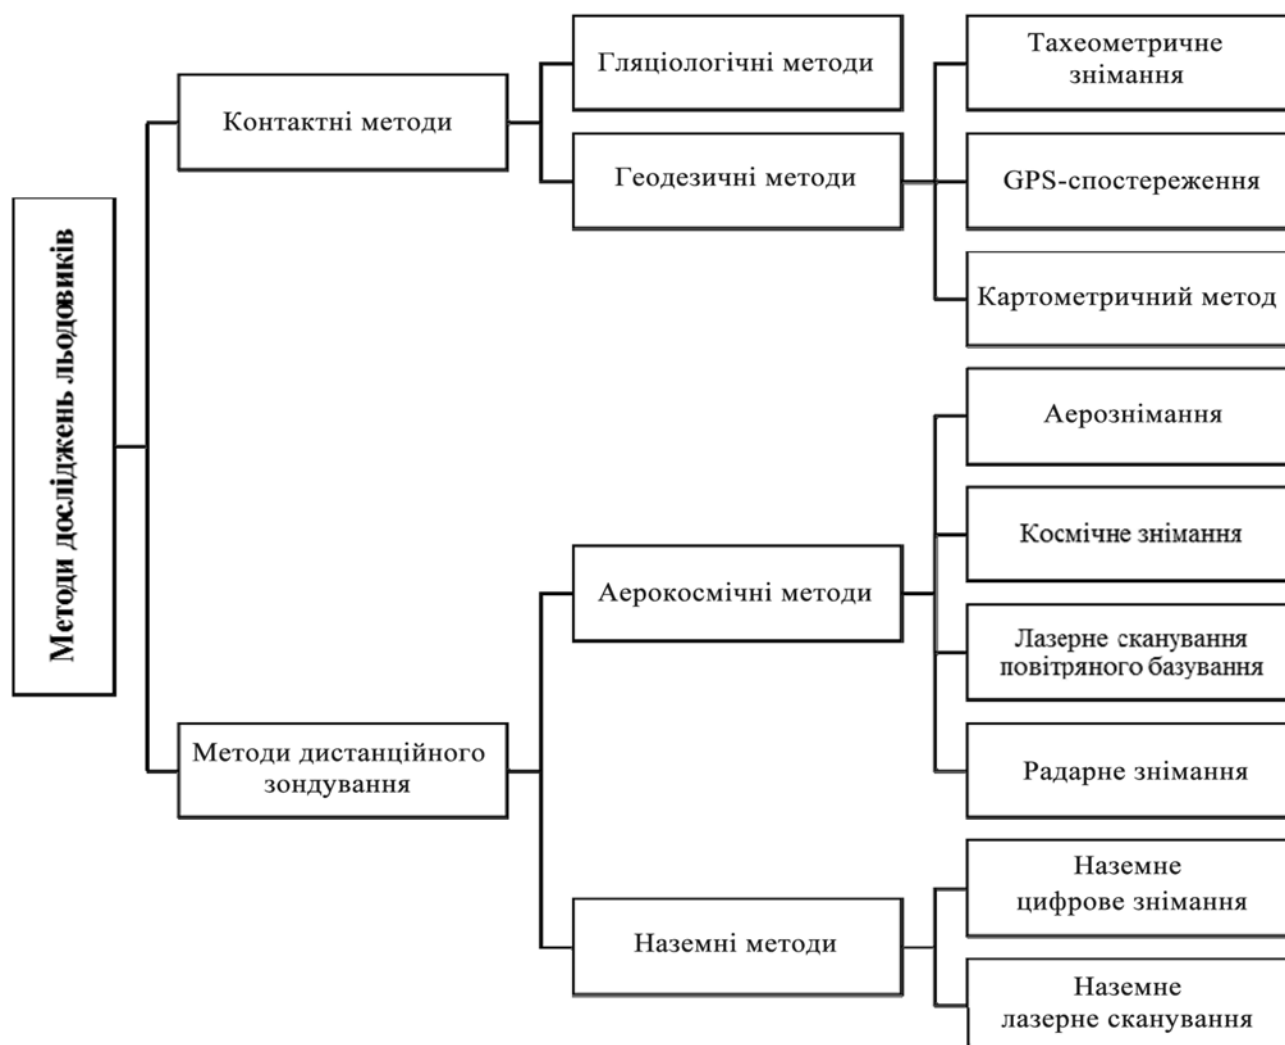 Методи досліджень льодовиків
Контактні методи
Гляціологічні методи
Геодезичні методи
Тахеометричне
знімання
GPS-спостереження
Картометричний метод
Методи дистанційного
зондування
Аерокосмічні методи
Аерознімання
Космічне знімання
Лазерне сканування
повітряного базування
Радарне знімання
Наземні методи
Наземне
цифрове знімання
Наземне
лазерне сканування